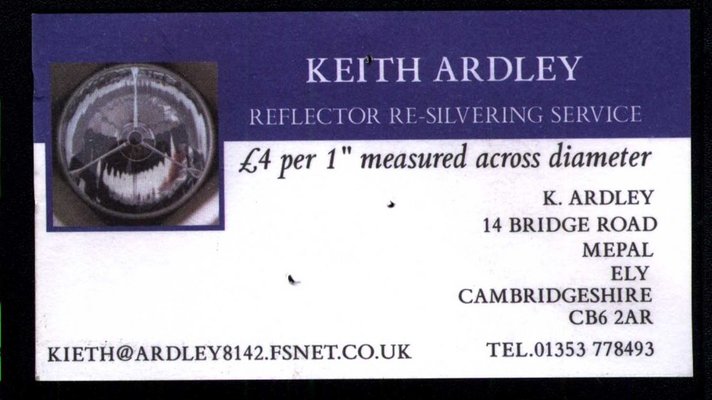 KEITH ARDLEY
REFLECTOR RE-SILVERING SERVICE
£4 per 1" measured across diameter
K. ARDLEY
14 BRIDGE ROAD
MEPAL
ELY
CAMBRIDGESHIRE
CB6 2AR
KIETH@ARDLEY8142.FSNET.CO.UK
TEL.01353 778493